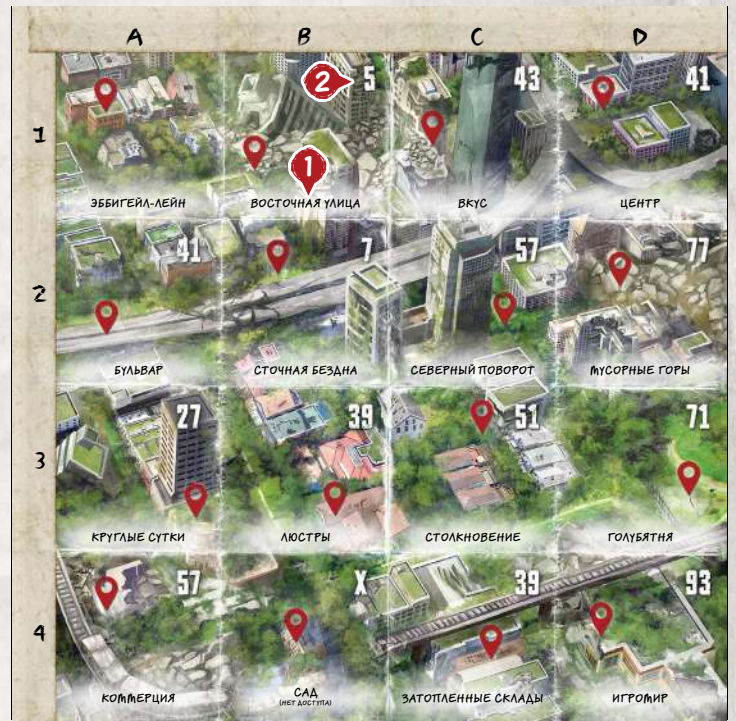 A B C D
1
2 5 43 41
1
ЭББИГЕЙЛ-ЛЕЙН ВОСТОЧНАЯ УЛИЦА ВКУС ЦЕНТР
2
41 7 57 77
БУЛЬВАР СТОЧНАЯ БЕЗДНА СЕВЕРНЫЙ ПОВОРОТ МУСОРНЫЕ ГОРЫ
3
27 39 51 71
КРУГЛЫЕ СУТКИ ЛЮСТРЫ СТОЛКНОВЕНИЕ ГОЛУБЯТНЯ
4
57 X 39 93
КОММЕРЦИЯ САД ЗАТОПЛЕННЫЕ СКЛАДЫ ИГРОМИР
(НЕТ ДОСТУПА)